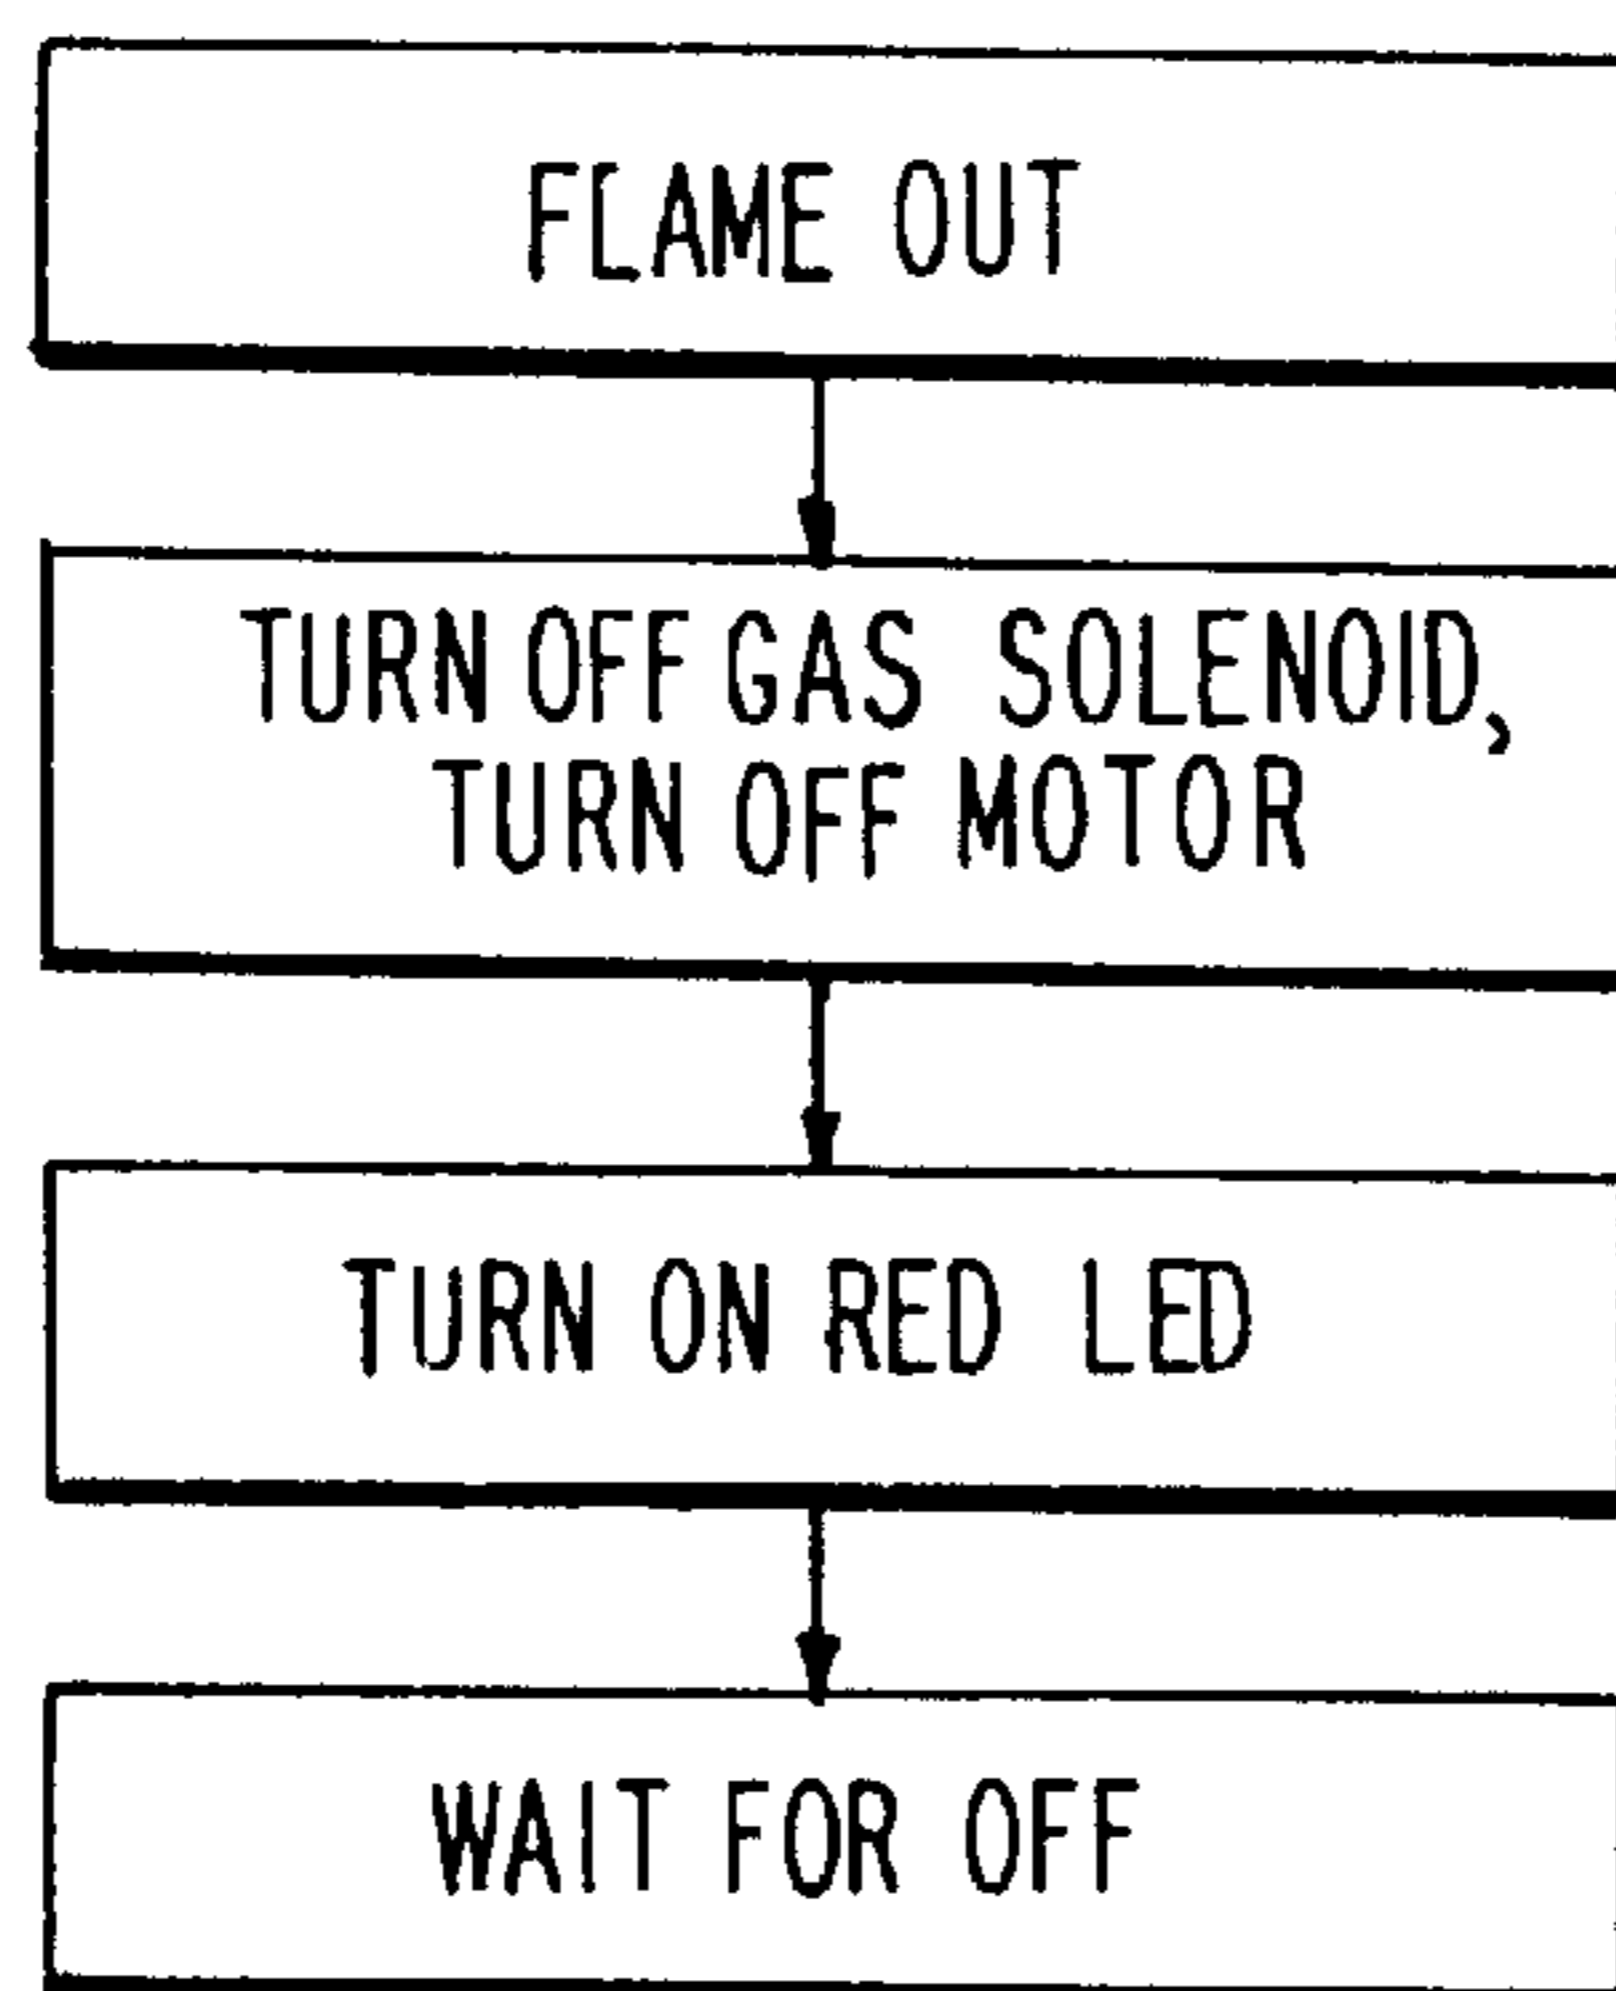 FLAME OUT
TURN OFF GAS SOLENOID,
TURN OFF MOTOR
TURN ON RED LED
WAIT FOR OFF